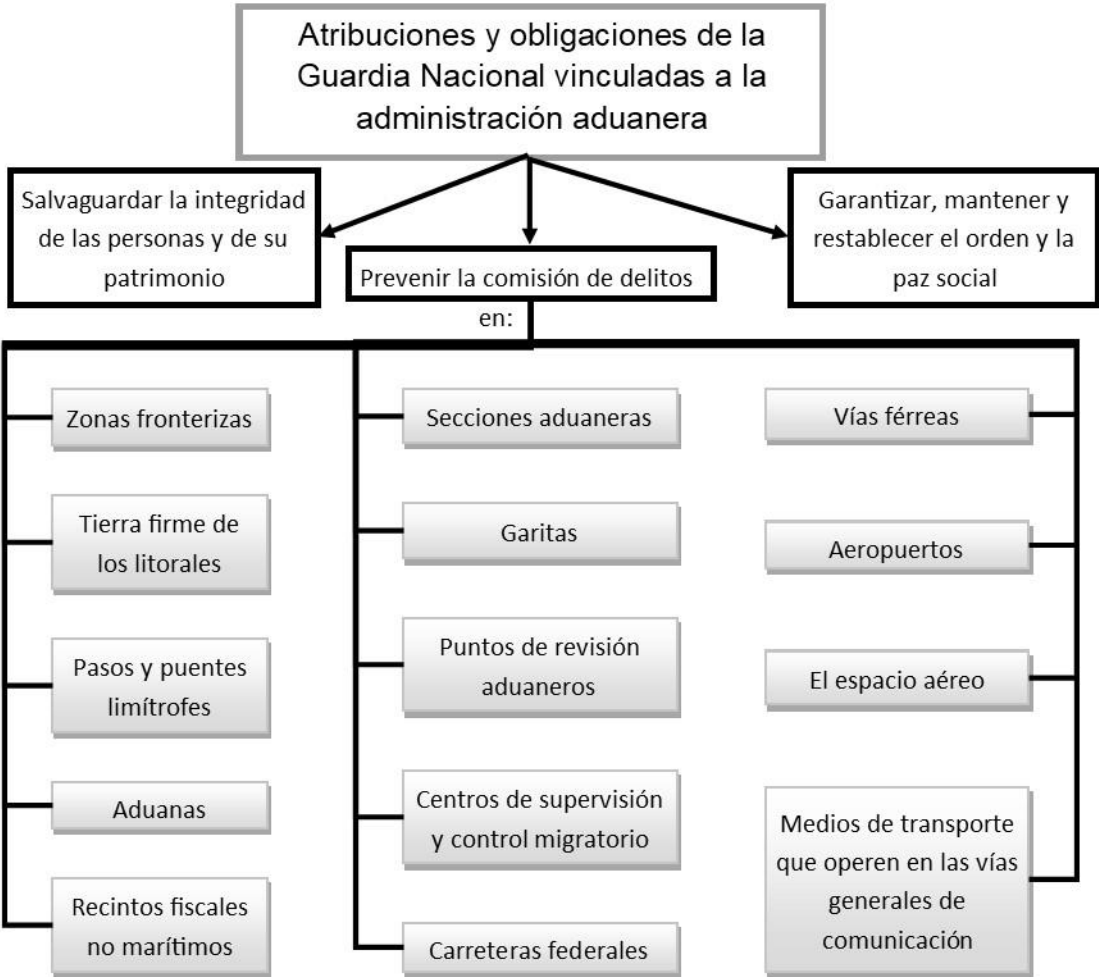 Atribuciones y obligaciones de la
Guardia Nacional vinculadas a la
administración aduanera
Salvaguardar la integridad
de las personas y de su
patrimonio
Prevenir la comisión de delitos
Garantizar, mantener y
restablecer el orden y la
paz social
en:
Zonas fronterizas
Tierra firme de
los litorales
Pasos y puentes
limítrofes
Aduanas
Recintos fiscales
no marítimos
Secciones aduaneras
Garitas
Puntos de revisión
aduaneros
Centros de supervisión
y control migratorio
Carreteras federales
Vías férreas
Aeropuertos
El espacio aéreo
Medios de transporte
que operen en las vías
generales de
comunicación